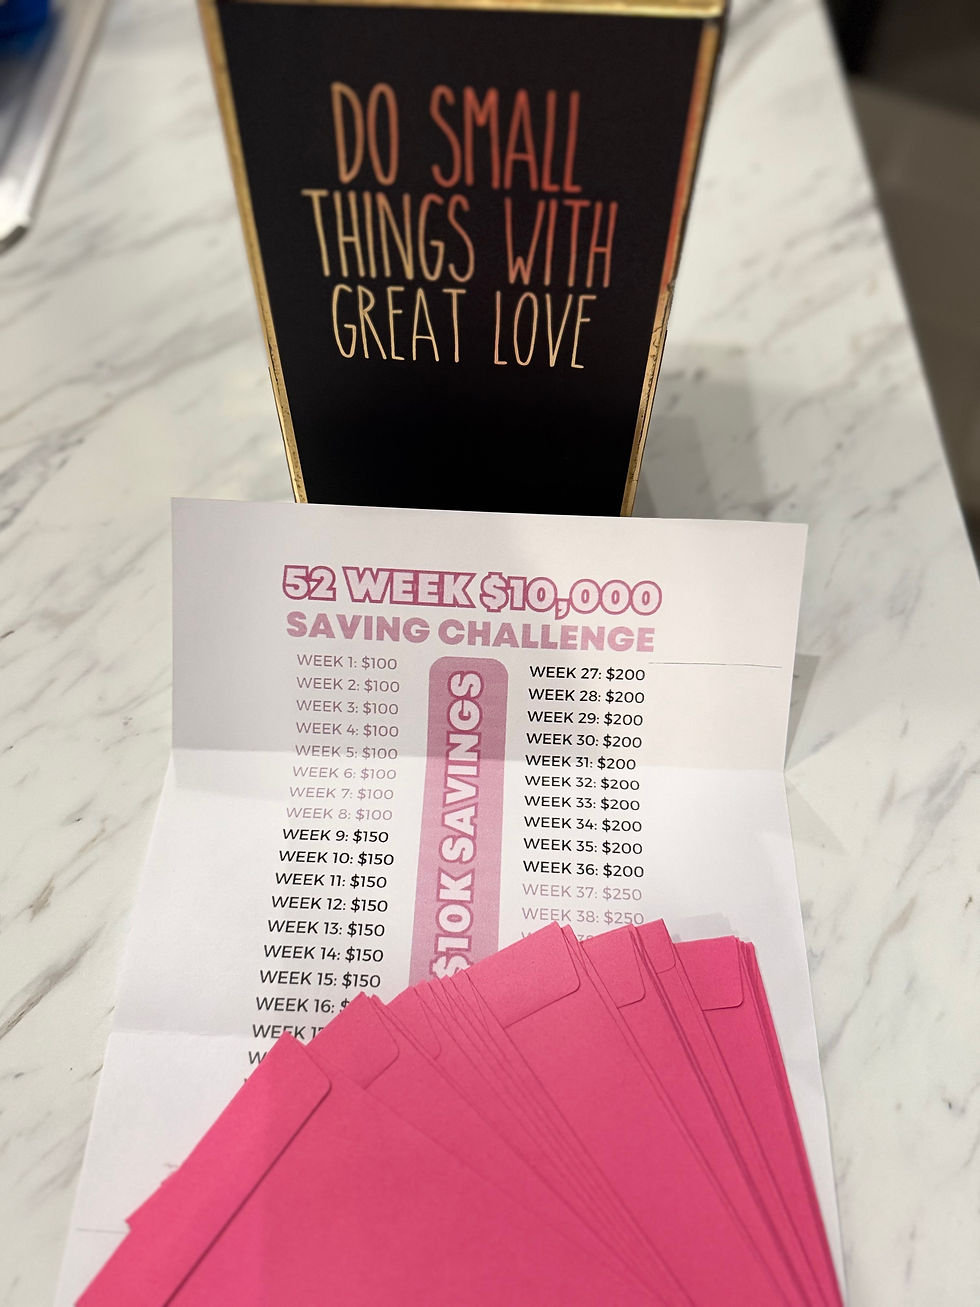 DO SMALL
THINGS WITH
GREAT LOVE
52 WEEK $10,000
SAVING CHALLENGE
WEEK 1: $100
WEEK 2: $100
WEEK 3: $100
WEEK 4: $100
WEEK 5: $100
WEEK 6: $100
WEEK 7: $100
WEEK 8: $100
WEEK 9: $150
WEEK 10: $150
WEEK 11: $150
WEEK 12: $150
WEEK 13: $150
WEEK 14: $150
WEEK 15: $150
WEEK 16: $
WEEK
$10K SAVINGS
WEEK 27: $200
WEEK 28: $200
WEEK 29: $200
WEEK 30: $200
WEEK 31: $200
WEEK 32: $200
WEEK 33: $200
WEEK 34: $200
WEEK 35: $200
WEEK 36: $200
WEEK 37: $250
WEEK 38: $250